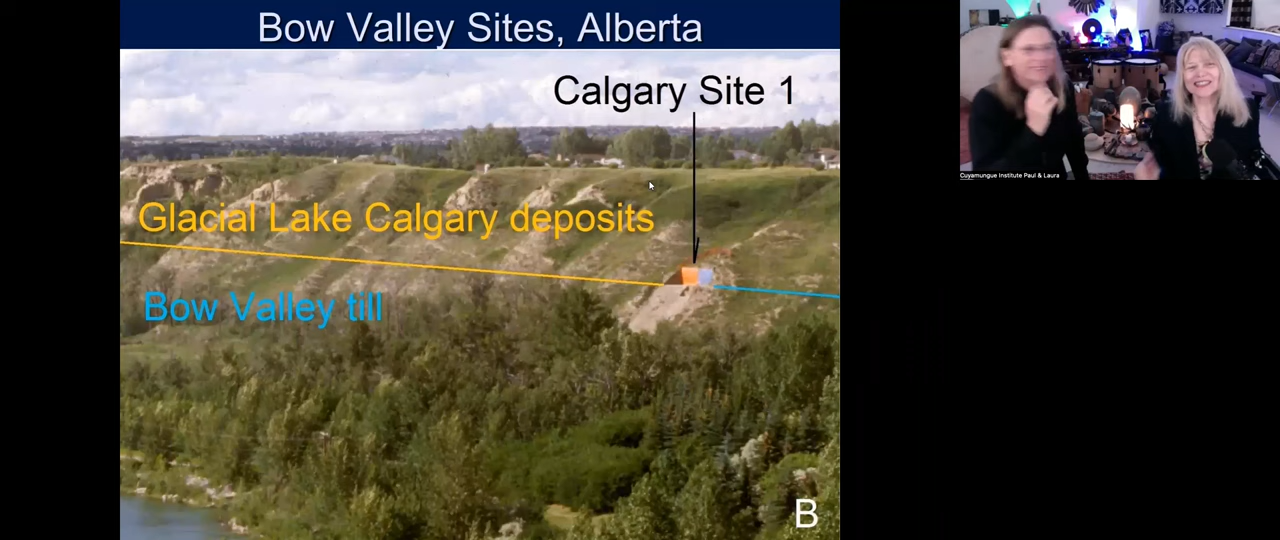 Bow Valley Sites, Alberta
Calgary Site 1
Glacial Lake Calgary deposits
Bow Valley till
B
Cuyamungue Institute Paul & Laura